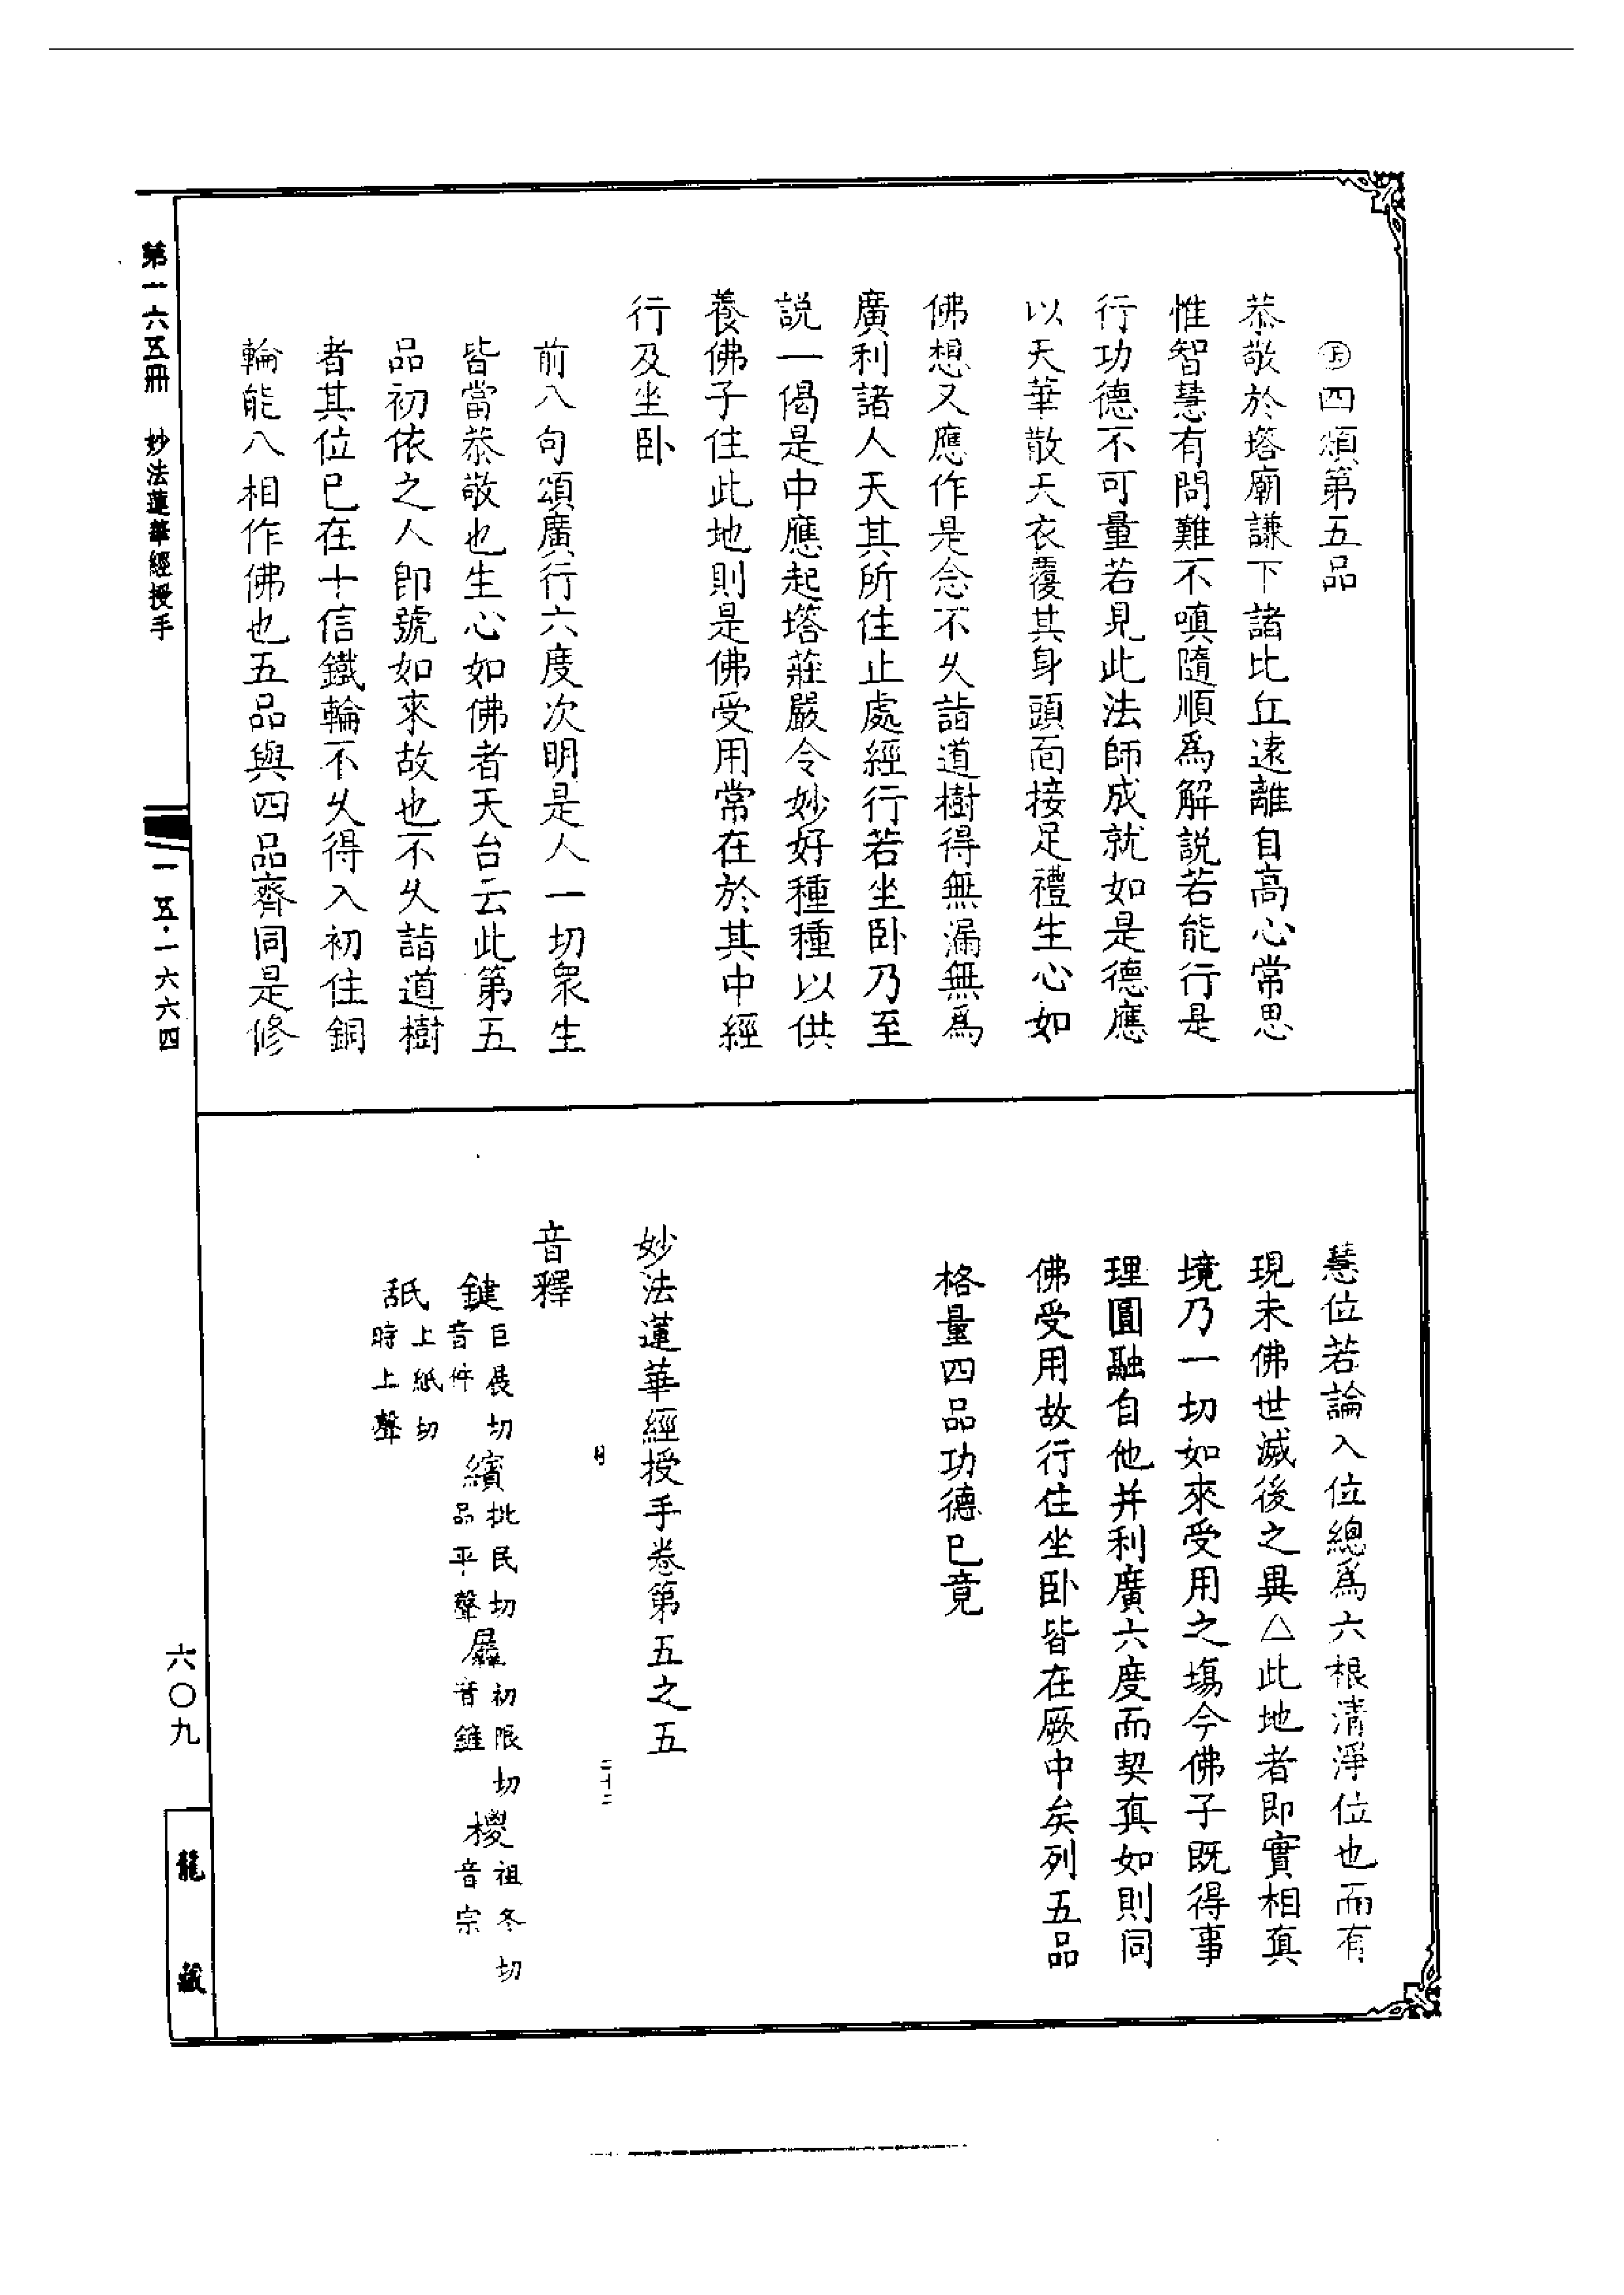 四頌第五品
恭敬於塔廟謙下諸比丘遠離自高心常思
惟智慧有問難不嗔隨順爲解説若能行是
行功德不可量若見此法師成就如是德應
以天華散天衣覆其身頭面接足禮生心如
佛想又應作是念不久詣道樹得無漏無爲
廣利諸人天其所住止處經行若坐卧乃至
説一偈是中應起塔莊嚴令妙好種種以供
養佛子住此地則是佛受用常在於其中經
行及坐卧
前八句頌廣行六度次明是人一切衆生
皆當恭敬也生心如佛者天台云此第五
品初依之人卽號如來故也不久詣道樹
者其位已在十信鐵輪不久得入初住銅
輪能八相作佛也五品與四品齊同是修
慧位若論入位總爲六根清淨位也而有
現未佛世滅後之異△此地者即實相真
境乃一切如來受用之塲今佛子既得事
理圓融自他并利廣六度而契真如則同
佛受用故行住坐卧皆在厥中矣列五品
格量四品功德已竟
妙法蓮華經授手卷第五之五
二十二
音釋
鍵巨展切音件繽批民切品平聲羼初限切音鏟椶祖冬切音宗
舐上紙切時上聲
第一六五冊 妙法蓮華經授手
一五·一六六四
六〇九
龍藏